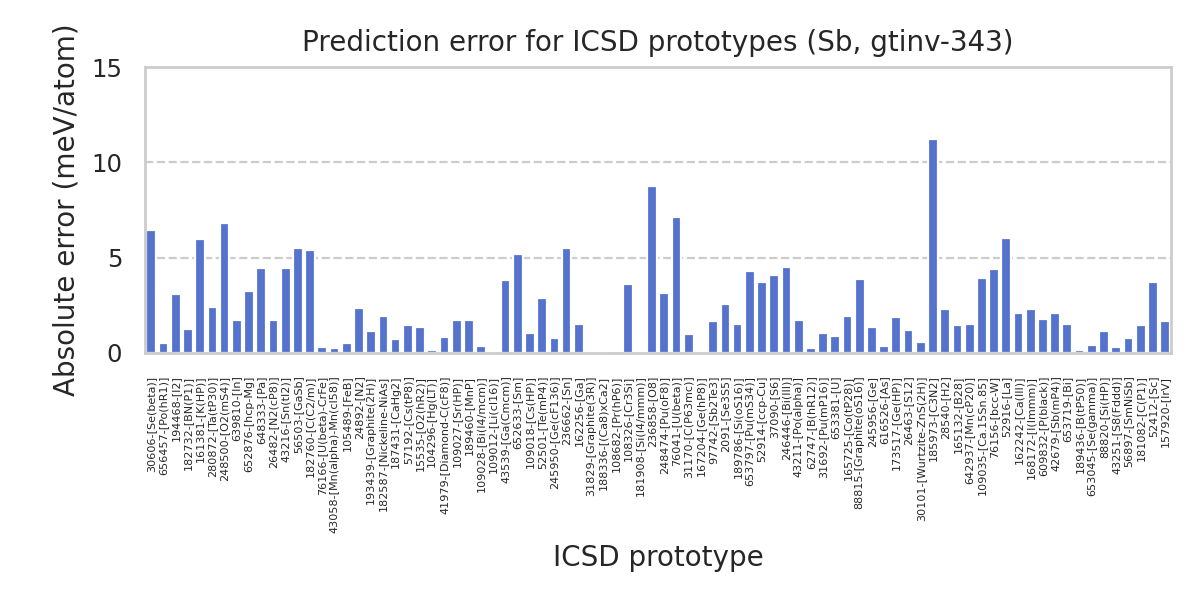 Prediction error for ICSD prototypes (Sb, gtinv-343)
Absolute error (meV/atom)
15
10
5
0
30606-[Se(beta)]
656457-[Po(hR1)]
194468-[I2]
182732-[BN(P1)]
161381-[K(HP)]
280872-[Pa(tP30)]
248500-[O2(mS4)]
639810-[In]
652876-[hcp-Mg]
648333-[Pa]
26482-[N2(cP8)]
43216-[Sn(tI2)]
56503-[GaSb]
182760-[C(C2/m)]
76166-[U(beta)-CrFe]
43058-[Mn(alpha)-Mn(cI58)]
105489-[FeB]
24892-[N2]
193439-[Graphite(2H)]
182587-[Nickeline-NiAs]
187431-[CaHg2]
57192-[Cs(tP8)]
15535-[O2(hR2)]
104296-[Hg(LT)]
41979-[Diamond-C(cF8)]
109027-[Sr(HP)]
189460-[MnP]
109028-[Bi(I4/mcm)]
109012-[Li(cI16)]
43539-[Ga(Cmcm)]
652633-[Sm]
109018-[Cs(HP)]
52501-[Te(mP4)]
245950-[Ge(cF136)]
236662-[Sn]
162256-[Ga]
31829-[Graphite(3R)]
188336-[(Ca8)xCa2]
108682-[Pr(hP6)]
108326-[Cr3Si]
181908-[Si(I4/mmm)]
236858-[O8]
248474-[Pu(oF8)]
76041-[U(beta)]
31170-[C(P63mc)]
167204-[Ge(hP8)]
97742-[Sb2Te3]
2091-[Se3S5]
189786-[Si(oS16)]
653797-[Pu(mS34)]
52914-[ccp-Cu]
37090-[S6]
246446-[Bi(III)]
43211-[Po(alpha)]
62747-[B(hR12)]
31692-[Pu(mP16)]
653381-[U]
165725-[Co(tP28)]
88815-[Graphite(oS16)]
616526-[As]
245956-[Ge]
173517-[Ge(HP)]
26463-[S12]
30101-[Wurtzite-ZnS(2H)]
185973-[C3N2]
28540-[H2]
165132-[B28]
642937-[Mn(cP20)]
109035-[Ca.15Sn.85]
76156-[bcc-W]
52916-[La]
162242-[Ca(III)]
168172-[I(Immm)]
609832-[P(black)]
42679-[Sb(mP4)]
653719-[Bi]
189436-[B(tP50)]
653045-[Se(gamma)]
88820-[Si(HP)]
43251-[S8(Fddd)]
56897-[SmNiSb]
181082-[C(P1)]
52412-[Sc]
157920-[IrV]
ICSD prototype